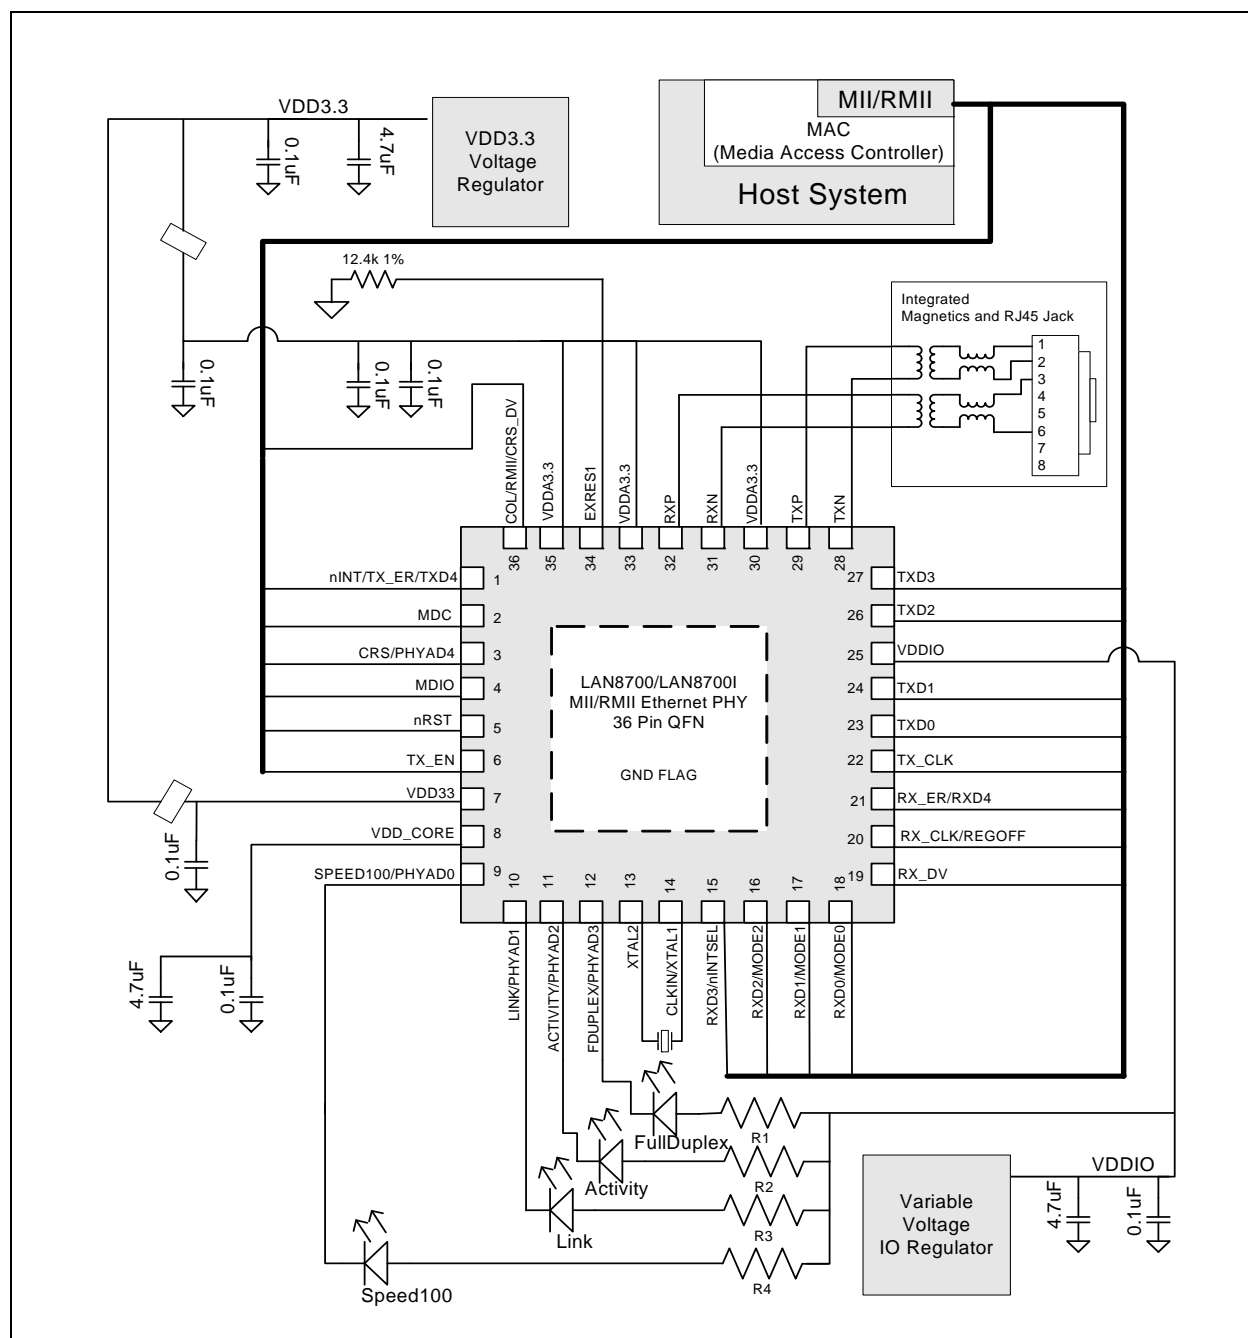 VDD3.3
0.1uF
4.7uF
VDD3.3
Voltage
Regulator
MII/RMII
MAC
(Media Access Controller)
Host System
12.4k 1%
Integrated
Magnetics and RJ45 Jack
1
2
3
4
5
6
7
8
0.1uF
0.1uF
0.1uF
COL/RMII/CRS_DV
VDDA3.3
EXRES1
VDDA3.3
RXP
RXN
VDDA3.3
TXP
TXN
36
35
34
33
32
31
30
29
28
nINT/TX_ER/TXD4
1
MDC
2
CRS/PHYAD4
3
MDIO
4
nRST
5
TX_EN
6
VDD33
7
VDD_CORE
8
SPEED100/PHYAD0
9
LAN8700/LAN8700I
MII/RMII Ethernet PHY
36 Pin QFN
GND FLAG
27
TXD3
26
TXD2
25
VDDIO
24
TXD1
23
TXD0
22
TX_CLK
21
RX_ER/RXD4
20
RX_CLK/REGOFF
19
RX_DV
0.1uF
4.7uF
0.1uF
10
11
12
13
14
15
16
17
18
LINK/PHYAD1
ACTIVITY/PHYAD2
FDUPLEX/PHYAD3
XTAL2
CLKIN/XTAL1
RXD3/nINTSEL
RXD2/MODE2
RXD1/MODE1
RXD0/MODE0
FullDuplex
R1
Activity
R2
Link
R3
Speed100
R4
Variable
Voltage
IO Regulator
VDDIO
4.7uF
0.1uF